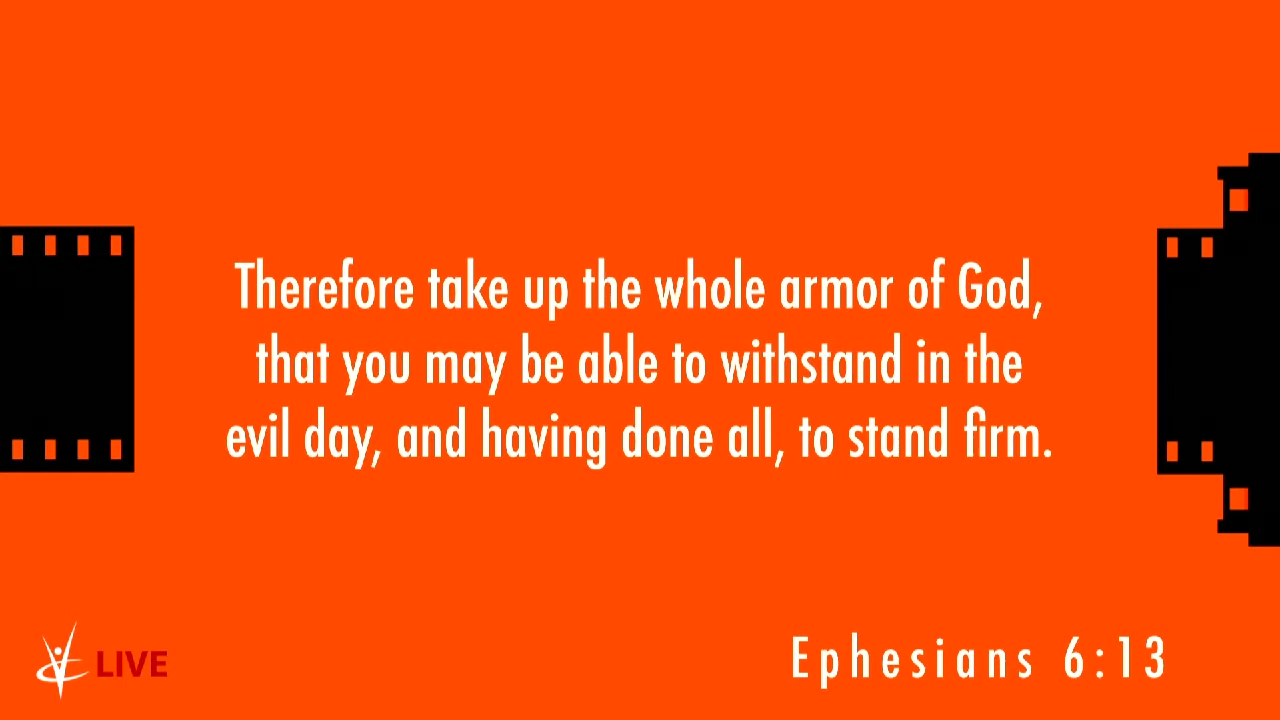 Therefore take up the whole armor of God,
that you may be able to withstand in the
evil day, and having done all, to stand firm.
LIVE
Ephesians 6:13